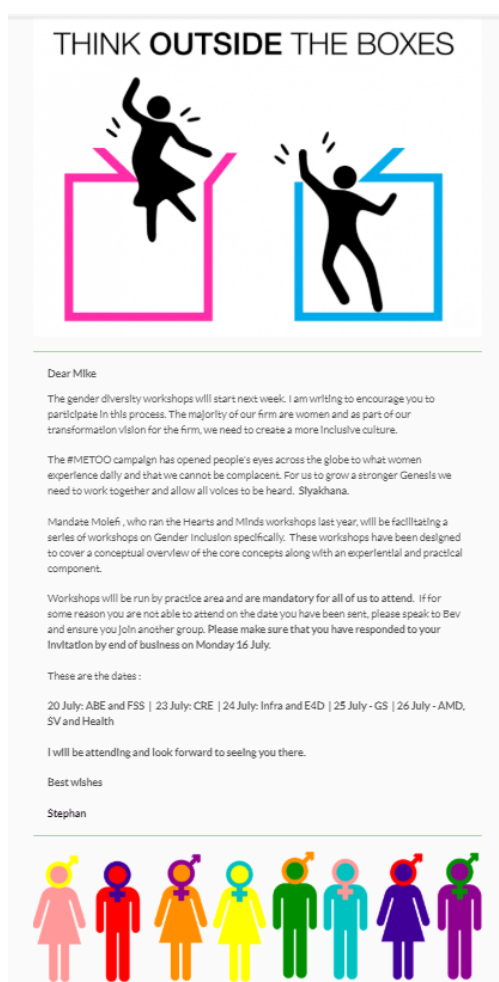 THINK OUTSIDE THE BOXES
Dear Mike
The gender diversity workshops will start next week. I am writing to encourage you to
participate in this process. The majority of our firm are women and as part of our
transformation vision for the firm, we need to create a more inclusive culture.
The #METOO campaign has opened people's eyes across the globe to what women
experience daily and that we cannot be complacent. For us to grow a stronger Genesis we
need to work together and allow all voices to be heard. Siyakhana.
Mandate Molefi , who ran the Hearts and Minds workshops last year, will be facilitating a
series of workshops on Gender Inclusion specifically. These workshops have been designed
to cover a conceptual overview of the core concepts along with an experiential and practical
component.
Workshops will be run by practice area and are mandatory for all of us to attend. If for
some reason you are not able to attend on the date you have been sent, please speak to Bev
and ensure you join another group. Please make sure that you have responded to your
invitation by end of business on Monday 16 July.
These are the dates :
20 July: ABE and FSS | 23 July: CRE | 24 July: Infra and E4D | 25 July - GS | 26 July - AMD,
SV and Health
I will be attending and look forward to seeing you there.
Best wishes
Stephan